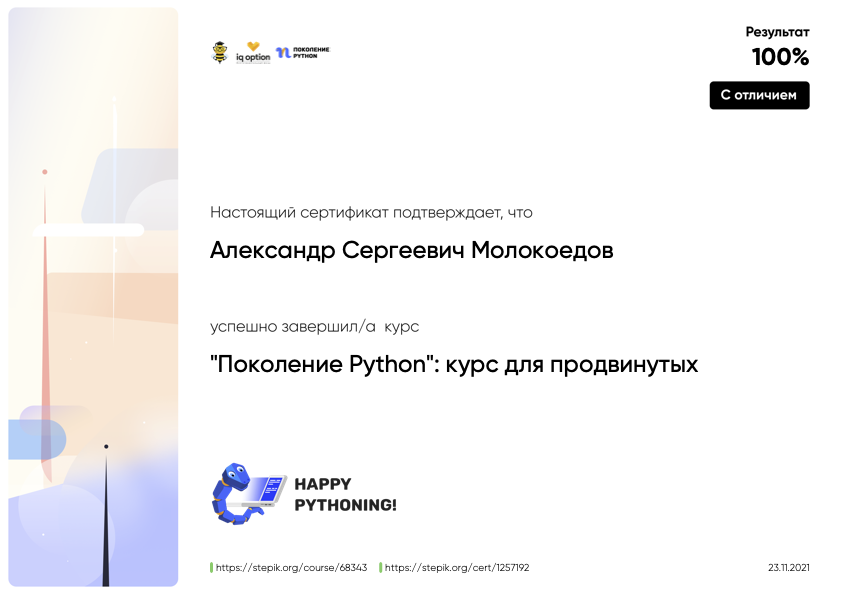 iq option
ПОКОЛЕНИЕ
PYTHON
Результат
100%
С отличием
Настоящий сертификат подтверждает, что
Александр Сергеевич Молокоедов
успешно завершил/а курс
"Поколение Python": курс для продвинутых
HAPPY
PYTHONING!
https://stepik.org/course/68343
https://stepik.org/cert/1257192
23.11.2021